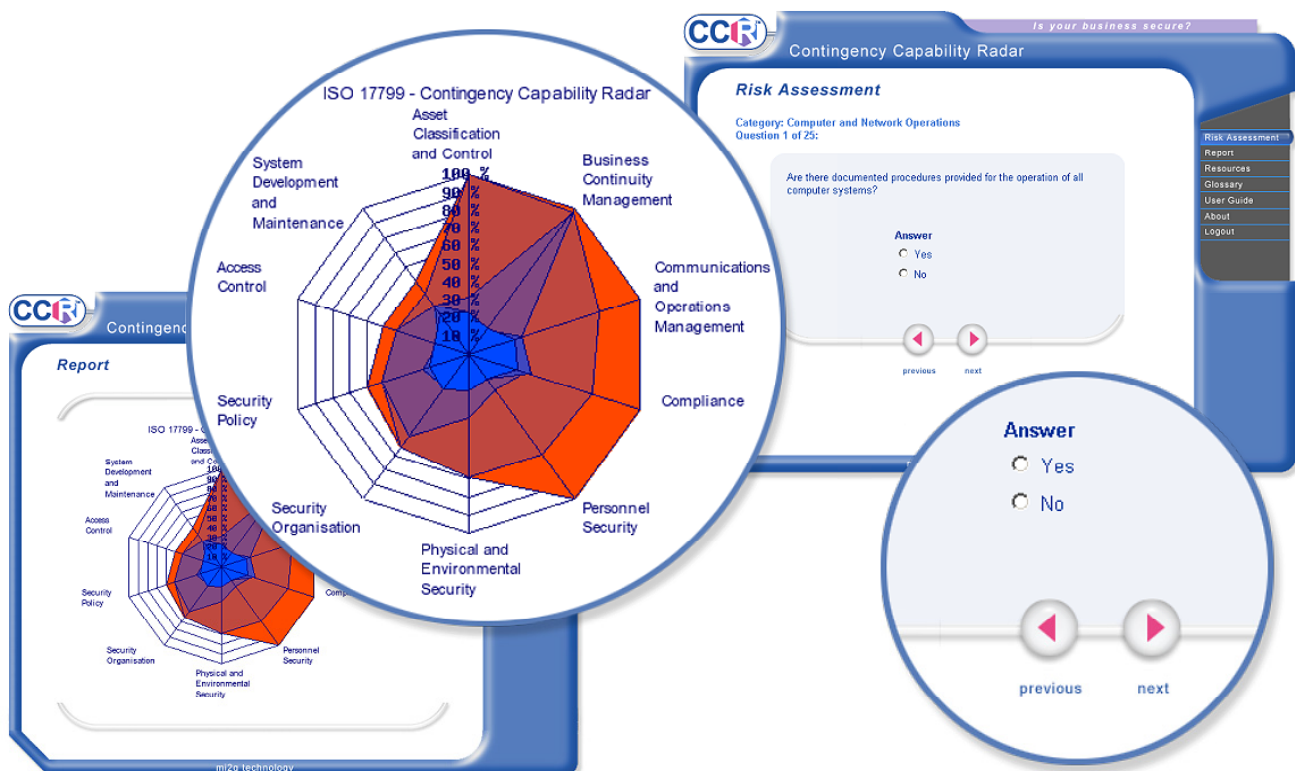 CCR
Is your business secure?
Contingency Capability Radar
Risk Assessment
Category: Computer and Network Operations
Question 1 of 25:
Are there documented procedures provided for the operation of all
computer systems?
Answer
Yes
No
previous
next
Risk Assessment
Report
Resources
Glossary
User Guide
About
Logout
ISO 17799 - Contingency Capability Radar
Asset
Classification
and Control
Business
Continuity
Management
Communications
and
Operations
Management
Compliance
Personnel
Security
Physical and
Environmental
Security
Security
Organisation
Security
Policy
Access
Control
System
Development
and
Maintenance
100 %
90 %
80 %
70 %
60 %
50 %
40 %
30 %
20 %
10 %
CCR
Contingency
Report
ISO 17799 -
Asset
System
Development
and
Maintenance
Access
Control
Security
Policy
Security
Organisation
Physical and
Environmental
Security
Personnel
Security
mi2g technology
Answer
Yes
No
previous
next